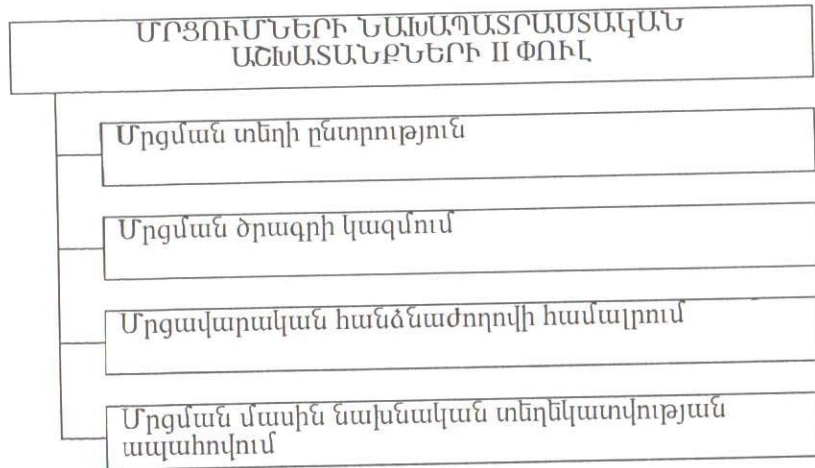 ՄՐՑՈՒՄՆԵՐԻ ՆԱԽԱՊԱՏՐԱՍՏԱԿԱՆ
ԱՇԽԱՏԱՆՔՆԵՐԻ II ՓՈՒԼ
Մրցման տեղի ընտրություն
Մրցման ծրագրի կազմում
Մրցավարական հանձնաժողովի համալրում
Մրցման մասին նախնական տեղեկատվության
ապահովում